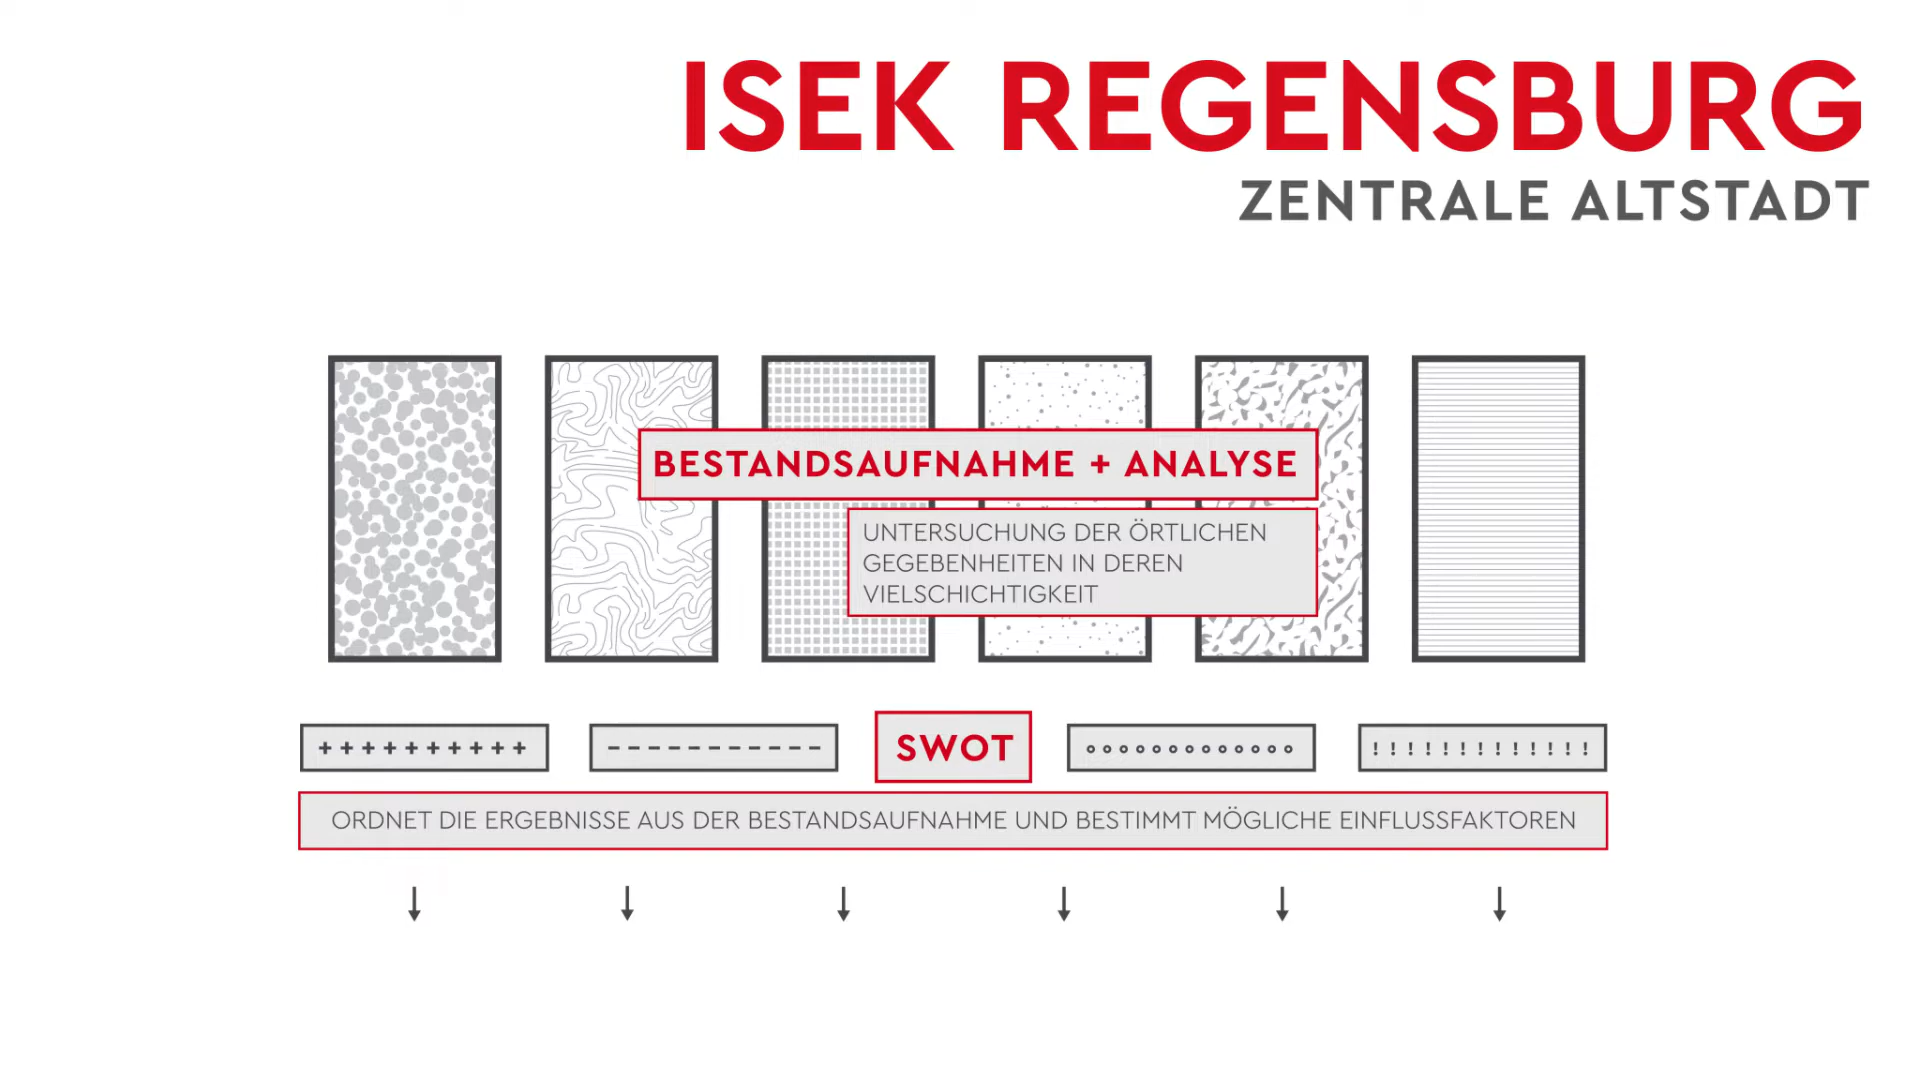 ISEK REGENSBURG
ZENTRALE ALTSTADT
BESTANDSAUFNAHME + ANALYSE
UNTERSUCHUNG DER ÖRTLICHEN
GEGEBENHEITEN IN DEREN
VIELSCHICHTIGKEIT
+ + + + + + + + + +
- - - - - - - - - - -
SWOT
o o o o o o o o o o o o o
! ! ! ! ! ! ! ! ! ! ! ! !
ORDNET DIE ERGEBNISSE AUS DER BESTANDSAUFNAHME UND BESTIMMT MÖGLICHE EINFLUSSFAKTOREN